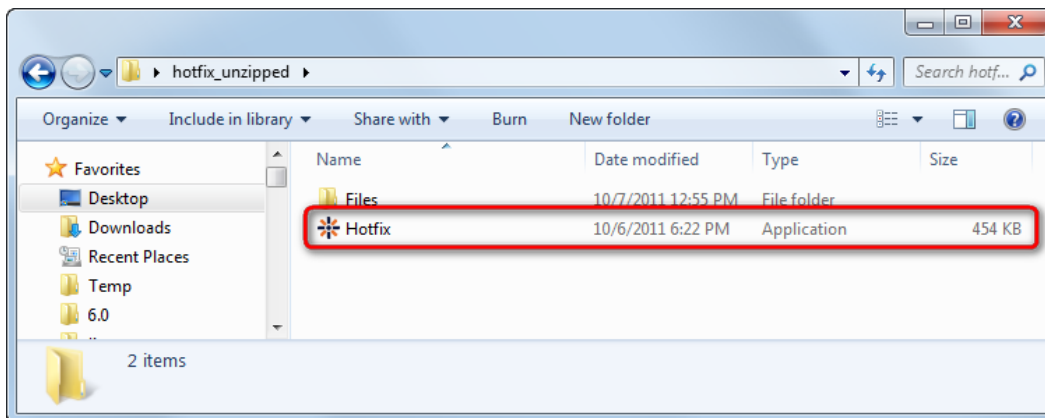 hotfix_unzipped
Search hotf...
Organize Include in library Share with Burn New folder
Favorites
Desktop
Downloads
Recent Places
Temp
6.0
Name Date modified Type Size
Files 10/7/2011 12:55 PM File folder
Hotfix 10/6/2011 6:22 PM Application 454 KB
2 items